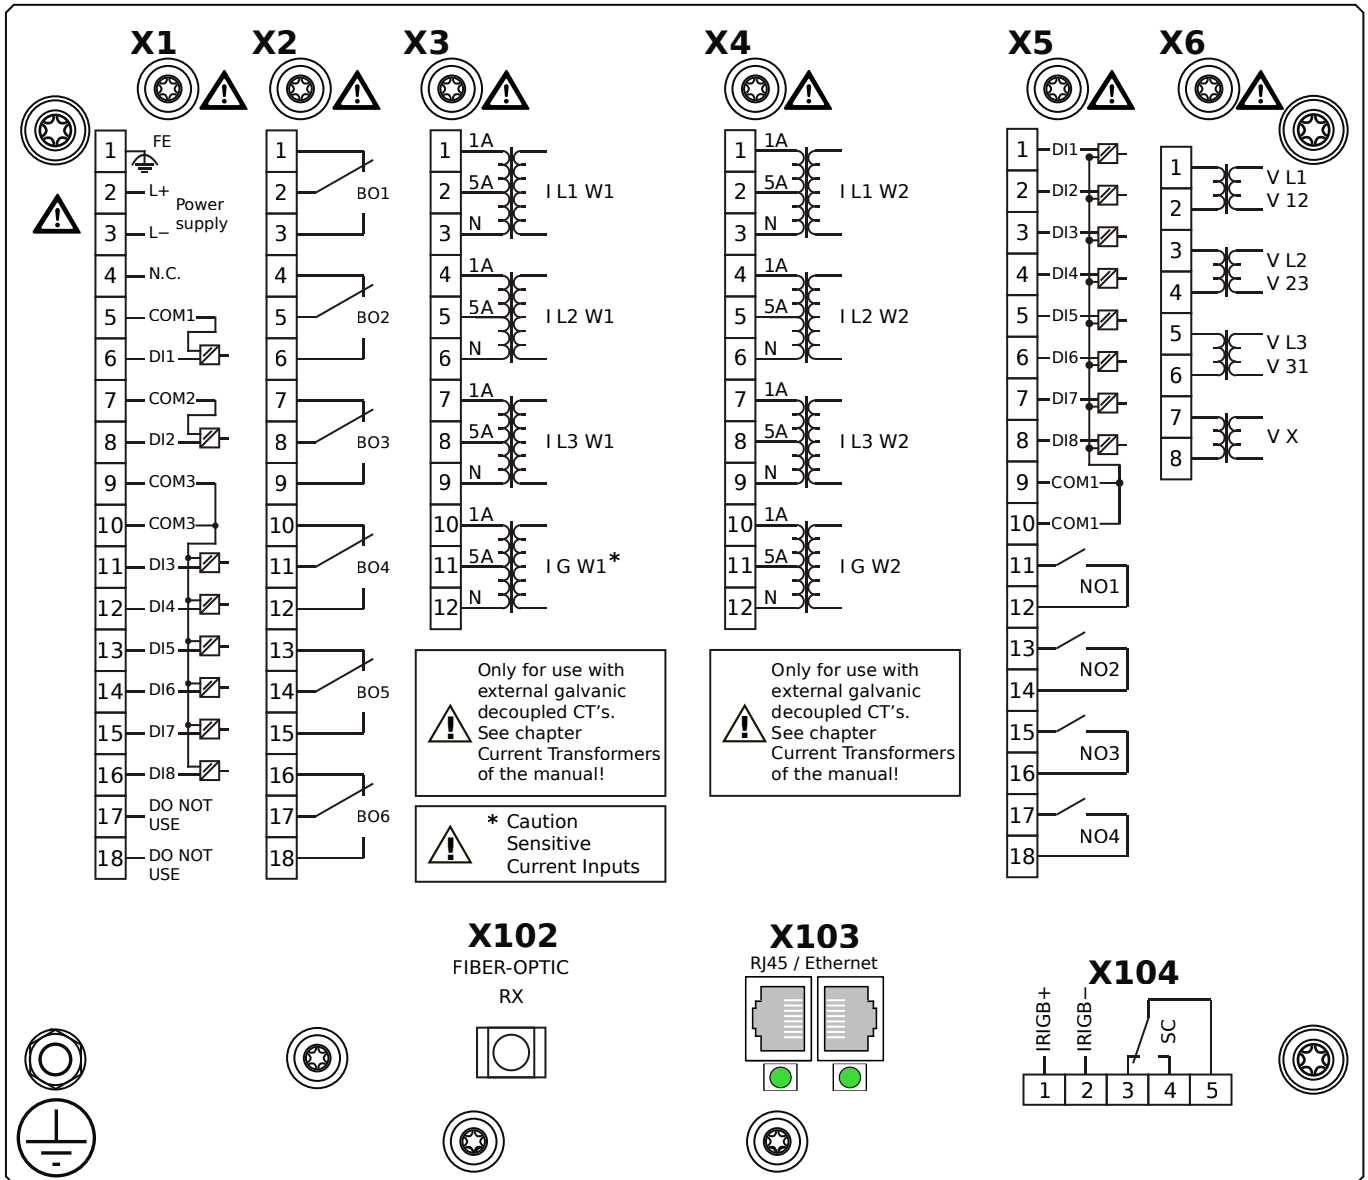 X1 X2 X3 X4 X5 X6
1 FE
2 L+
Power
supply
3 L−
4 N.C.
5 COM1
6 DI1
7 COM2
8 DI2
9 COM3
10 COM3
11 DI3
12 DI4
13 DI5
14 DI6
15 DI7
16 DI8
17 DO NOT
USE
18 DO NOT
USE
1
2 BO1
3
4
5 BO2
6
7
8 BO3
9
10
11 BO4
12
13
14 BO5
15
16
17 BO6
18
1 1A
2 5A I L1 W1
3 N
4 1A
5 5A I L2 W1
6 N
7 1A
8 5A I L3 W1
9 N
10 1A
11 5A I G W1*
12 N
Only for use with
external galvanic
decoupled CT's.
See chapter
Current Transformers
of the manual!
* Caution
Sensitive
Current Inputs
1 1A
2 5A I L1 W2
3 N
4 1A
5 5A I L2 W2
6 N
7 1A
8 5A I L3 W2
9 N
10 1A
11 5A I G W2
12 N
Only for use with
external galvanic
decoupled CT's.
See chapter
Current Transformers
of the manual!
1 DI1
2 DI2
3 DI3
4 DI4
5 DI5
6 DI6
7 DI7
8 DI8
9 COM1
10 COM1
11
NO1
12
13
NO2
14
15
NO3
16
17
NO4
18
1 V L1
2 V 12
3 V L2
4 V 23
5 V L3
6 V 31
7
V X
8
X102
FIBER-OPTIC
RX
X103
RJ45 / Ethernet
X104
IRIGB+
IRIGB−
SC
1 2 3 4 5